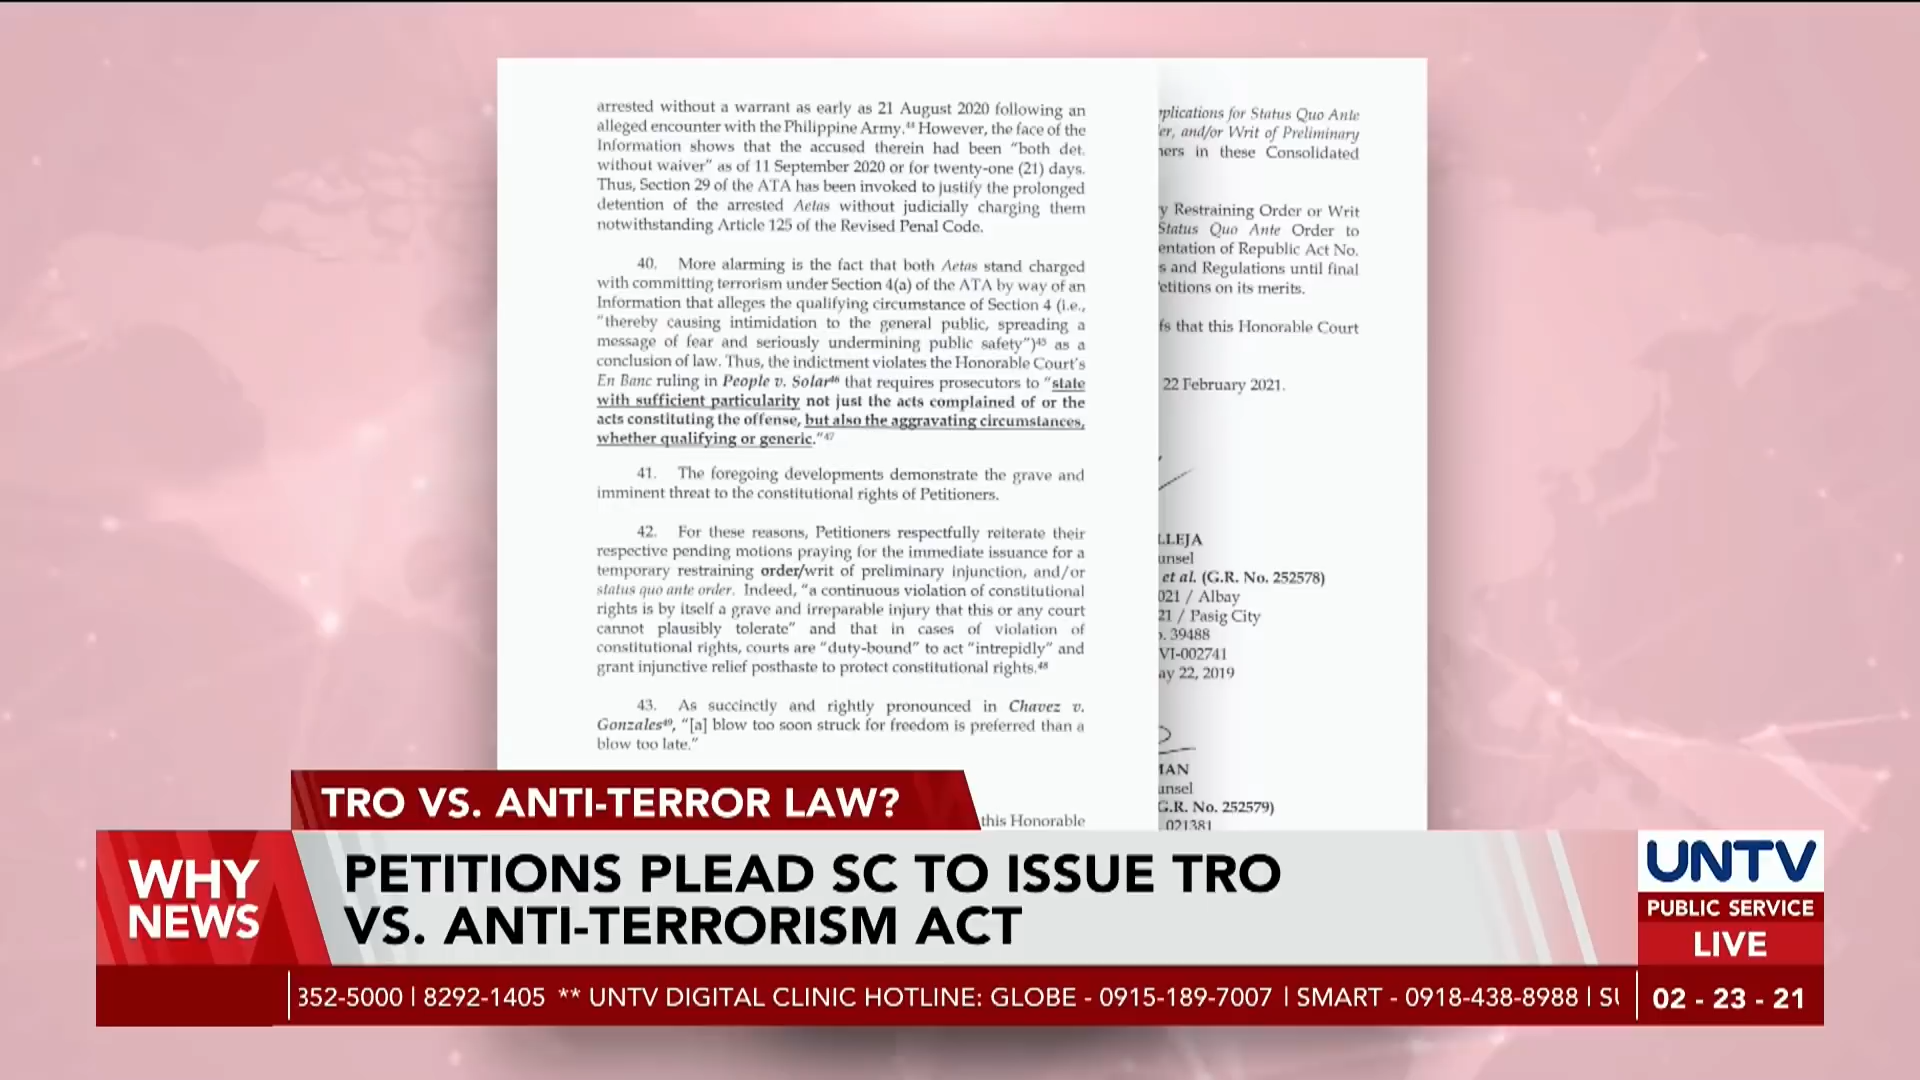 arrested without a warrant as early as 21 August 2020 following an
alleged encounter with the Philippine Army.⁴⁴ However, the face of the
Information shows that the accused therein had been "both det.
without waiver" as of 11 September 2020 or for twenty-one (21) days.
Thus, Section 29 of the ATA has been invoked to justify the prolonged
detention of the arrested Aetas without judicially charging them
notwithstanding Article 125 of the Revised Penal Code.
40. More alarming is the fact that both Aetas stand charged
with committing terrorism under Section 4(a) of the ATA by way of an
Information that alleges the qualifying circumstance of Section 4 (i.e.,
"thereby causing intimidation to the general public, spreading a
message of fear and seriously undermining public safety")⁴⁵ as a
conclusion of law. Thus, the indictment violates the Honorable Court's
En Banc ruling in People v. Solar⁴⁶ that requires prosecutors to "state
with sufficient particularity not just the acts complained of or the
acts constituting the offense, but also the aggravating circumstances,
whether qualifying or generic."⁴⁷
41. The foregoing developments demonstrate the grave and
imminent threat to the constitutional rights of Petitioners.
42. For these reasons, Petitioners respectfully reiterate their
respective pending motions praying for the immediate issuance for a
temporary restraining order/writ of preliminary injunction, and/or
status quo ante order. Indeed, "a continuous violation of constitutional
rights is by itself a grave and irreparable injury that this or any court
cannot plausibly tolerate" and that in cases of violation of
constitutional rights, courts are "duty-bound" to act "intrepidly" and
grant injunctive relief posthaste to protect constitutional rights.⁴⁸
43. As succinctly and rightly pronounced in Chavez v.
Gonzales⁴⁹, "[a] blow too soon struck for freedom is preferred than a
blow too late."
this Honorable
plications for Status Quo Ante
er, and/or Writ of Preliminary
ners in these Consolidated
y Restraining Order or Writ
Status Quo Ante Order to
entation of Republic Act No.
s and Regulations until final
etitions on its merits.
fs that this Honorable Court
22 February 2021.
LLEJA
unsel
et al. (G.R. No. 252578)
021 / Albay
21 / Pasig City
. 39488
VI-002741
ay 22, 2019
MAN
unsel
G.R. No. 252579)
021381
TRO VS. ANTI-TERROR LAW?
WHY
NEWS
PETITIONS PLEAD SC TO ISSUE TRO
VS. ANTI-TERRORISM ACT
UNTV
PUBLIC SERVICE
LIVE
352-5000 | 8292-1405 ** UNTV DIGITAL CLINIC HOTLINE: GLOBE - 0915-189-7007 | SMART - 0918-438-8988 | SU
02 - 23 - 21